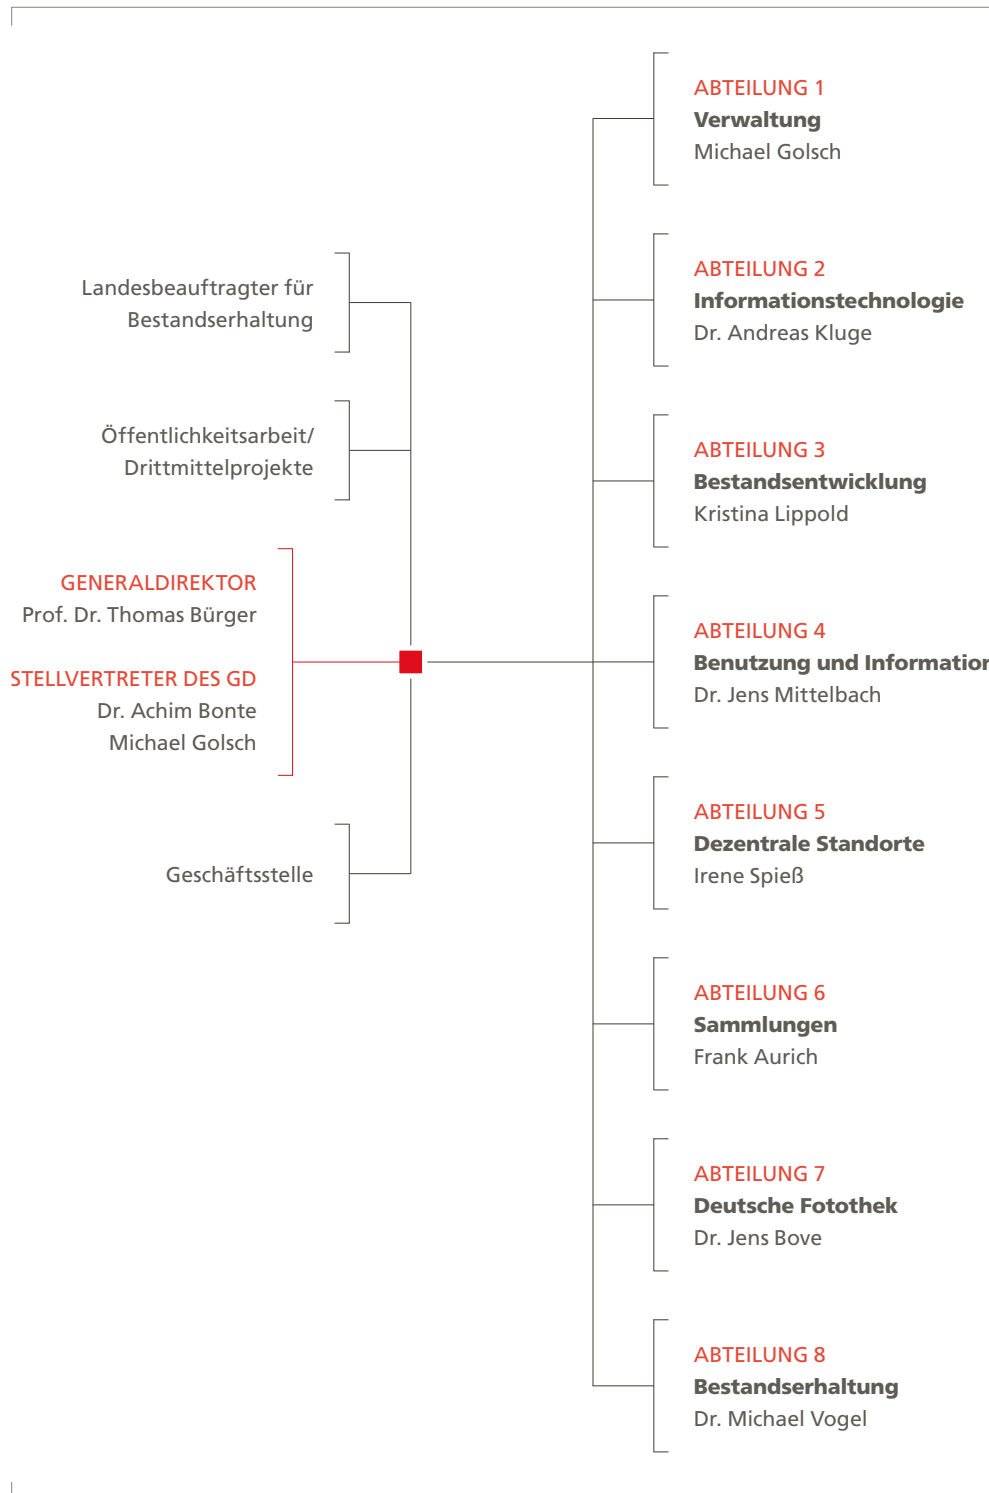 Landesbeauftragter für
Bestandserhaltung
Öffentlichkeitsarbeit/
Drittmittelprojekte
GENERALDIREKTOR
Prof. Dr. Thomas Bürger
STELLVERTRETER DES GD
Dr. Achim Bonte
Michael Golsch
Geschäftsstelle
ABTEILUNG 1
Verwaltung
Michael Golsch
ABTEILUNG 2
Informationstechnologie
Dr. Andreas Kluge
ABTEILUNG 3
Bestandsentwicklung
Kristina Lippold
ABTEILUNG 4
Benutzung und Information
Dr. Jens Mittelbach
ABTEILUNG 5
Dezentrale Standorte
Irene Spieß
ABTEILUNG 6
Sammlungen
Frank Aurich
ABTEILUNG 7
Deutsche Fotothek
Dr. Jens Bove
ABTEILUNG 8
Bestandserhaltung
Dr. Michael Vogel